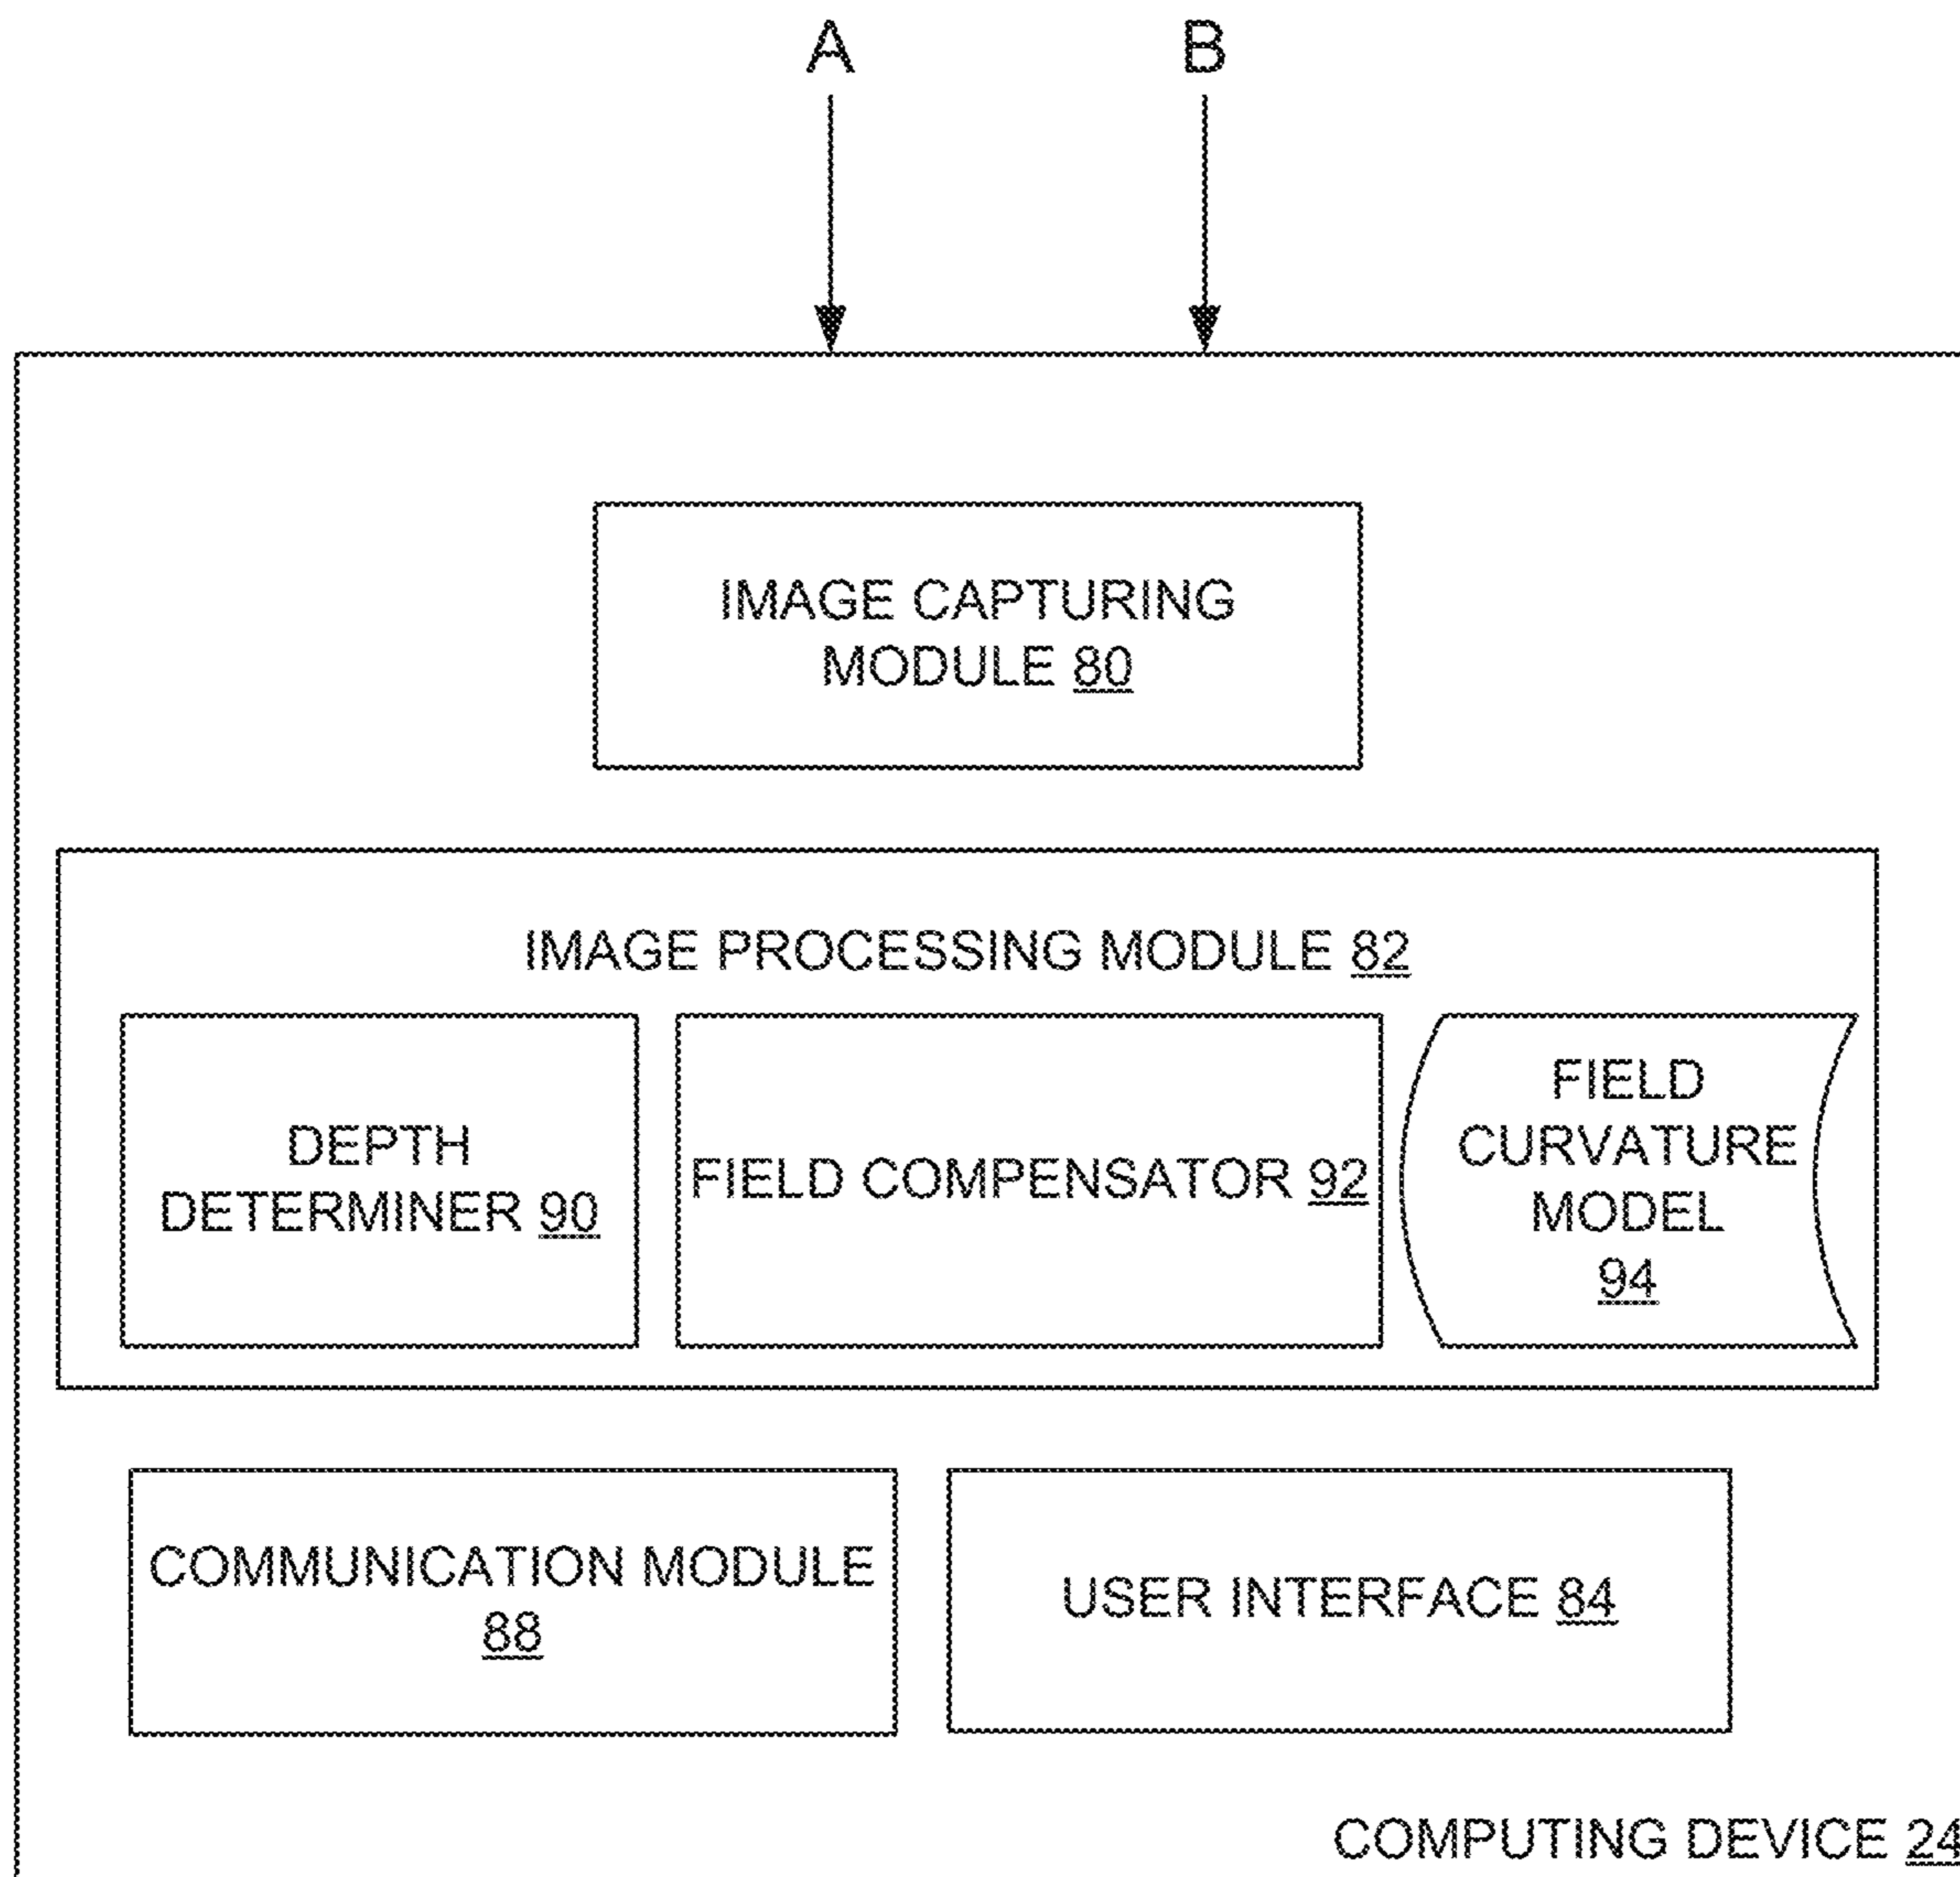 A
B
IMAGE CAPTURING
MODULE 80
IMAGE PROCESSING MODULE 82
DEPTH
DETERMINER 90
FIELD COMPENSATOR 92
FIELD
CURVATURE
MODEL
94
COMMUNICATION MODULE
88
USER INTERFACE 84
COMPUTING DEVICE 24